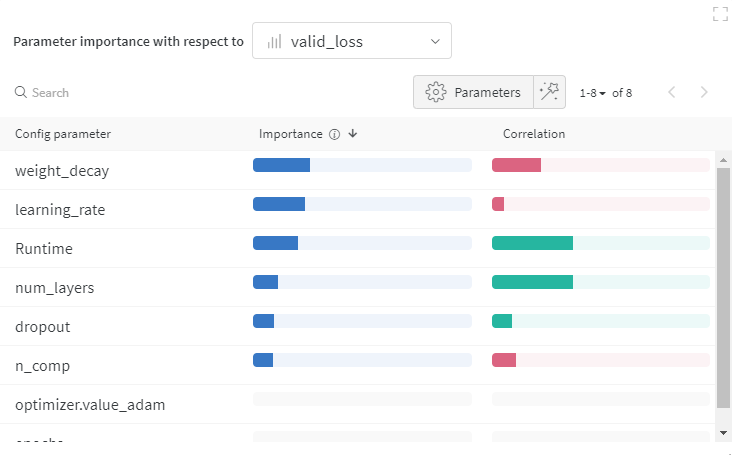 Parameter importance with respect to valid_loss
Search Parameters 1-8 of 8
Config parameter Importance Correlation
weight_decay
learning_rate
Runtime
num_layers
dropout
n_comp
optimizer.value_adam